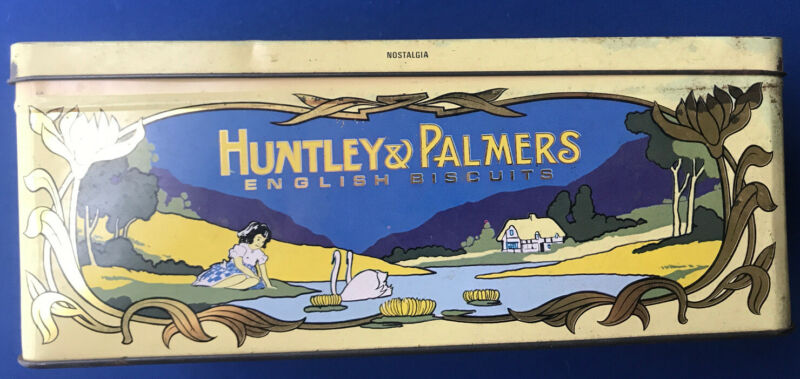 NOSTALGIA
HUNTLEY & PALMERS
ENGLISH BISCUITS